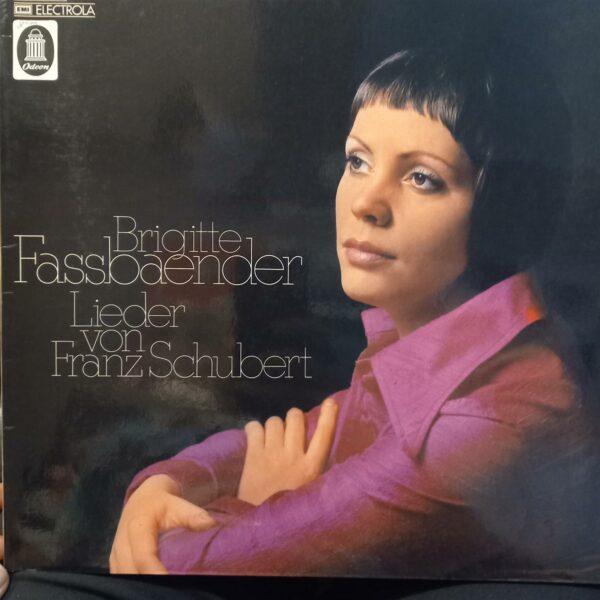 EMI ELECTROLA
Odeon
Brigitte
Fassbaender
Lieder
von
Franz Schubert